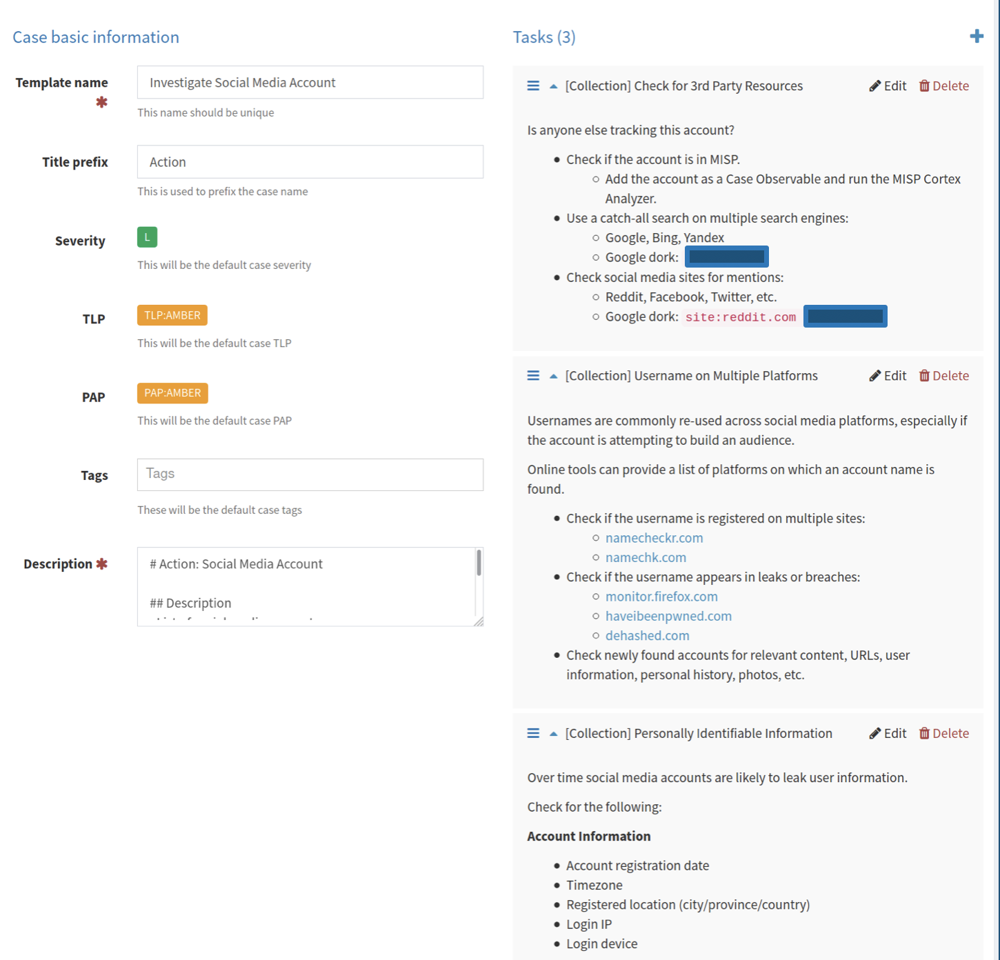 Case basic information
Template name
Investigate Social Media Account
This name should be unique
Title prefix
Action
This is used to prefix the case name
Severity
L
This will be the default case severity
TLP
TLP:AMBER
This will be the default case TLP
PAP
PAP:AMBER
This will be the default case PAP
Tags
Tags
These will be the default case tags
Description
# Action: Social Media Account
## Description
Tasks (3)
[Collection] Check for 3rd Party Resources
Edit
Delete
Is anyone else tracking this account?
Check if the account is in MISP.
Add the account as a Case Observable and run the MISP Cortex
Analyzer.
Use a catch-all search on multiple search engines:
Google, Bing, Yandex
Google dork:
Check social media sites for mentions:
Reddit, Facebook, Twitter, etc.
Google dork: site:reddit.com
[Collection] Username on Multiple Platforms
Edit
Delete
Usernames are commonly re-used across social media platforms, especially if
the account is attempting to build an audience.
Online tools can provide a list of platforms on which an account name is
found.
Check if the username is registered on multiple sites:
namecheckr.com
namechk.com
Check if the username appears in leaks or breaches:
monitor.firefox.com
haveibeenpwned.com
dehashed.com
Check newly found accounts for relevant content, URLs, user
information, personal history, photos, etc.
[Collection] Personally Identifiable Information
Edit
Delete
Over time social media accounts are likely to leak user information.
Check for the following:
Account Information
Account registration date
Timezone
Registered location (city/province/country)
Login IP
Login device